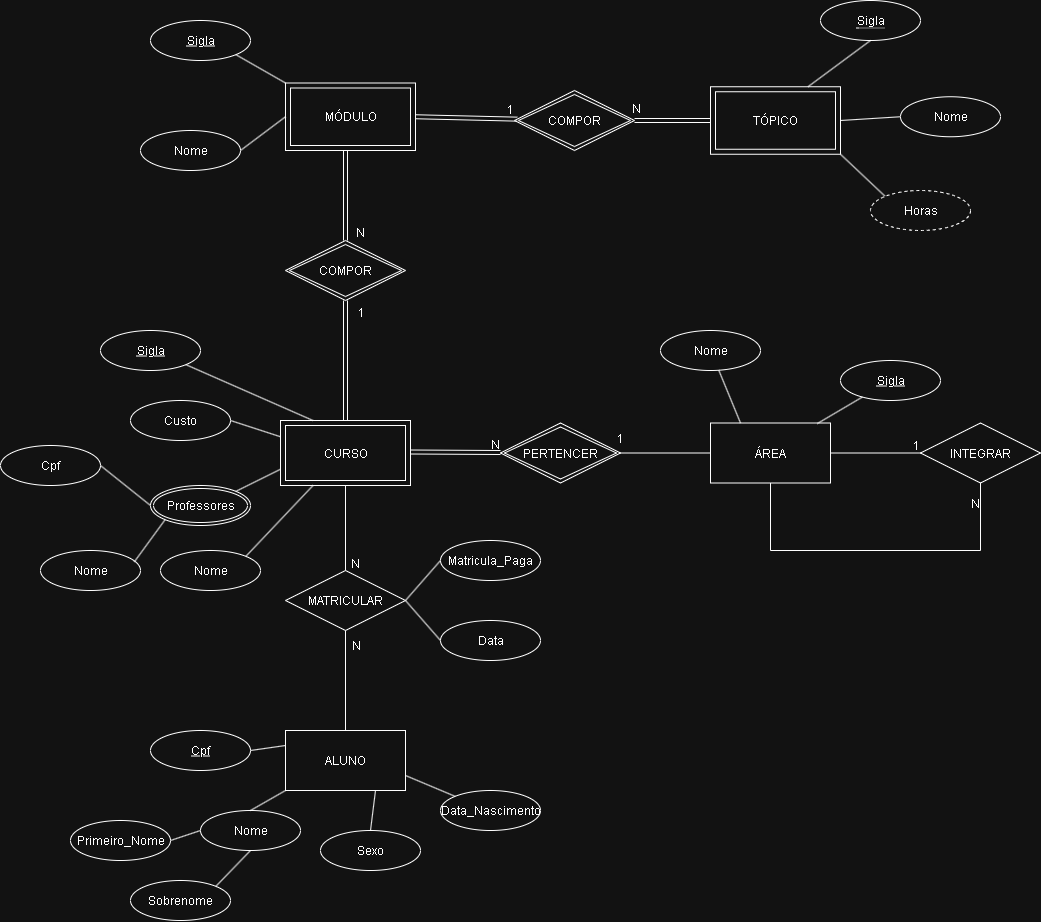 Sigla
Sigla
MÓDULO
1
COMPOR
N
TÓPICO
Nome
Nome
Horas
N
COMPOR
1
Sigla
Nome
Sigla
Custo
CURSO
N
PERTENCER
1
ÁREA
1
INTEGRAR
Cpf
Professores
N
Nome
Nome
N
Matricula_Paga
MATRICULAR
Data
N
Cpf
ALUNO
Data_Nascimento
Nome
Primeiro_Nome
Sexo
Sobrenome